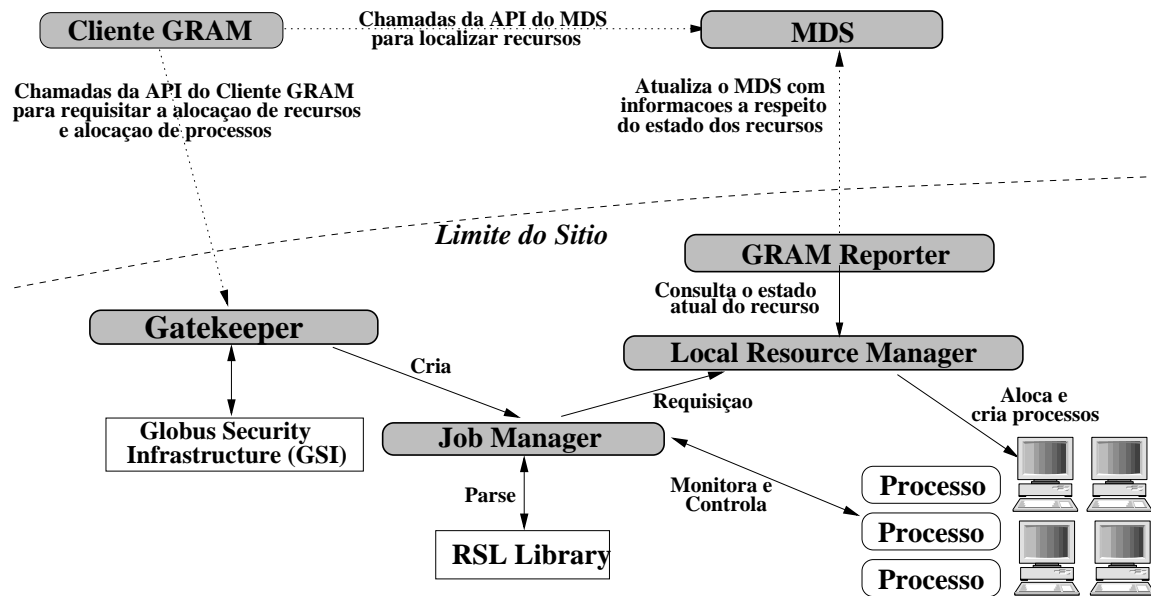 Cliente GRAM
Chamadas da API do MDS
para localizar recursos
MDS
Chamadas da API do Cliente GRAM
para requisitar a alocaçao de recursos
e alocaçao de processos
Atualiza o MDS com
informacoes a respeito
do estado dos recursos
Limite do Sitio
GRAM Reporter
Consulta o estado
atual do recurso
Gatekeeper
Local Resource Manager
Cria
Requisiçao
Aloca e
cria processos
Globus Security
Infrastructure (GSI)
Job Manager
Parse
Monitora e
Controla
Processo
Processo
Processo
RSL Library